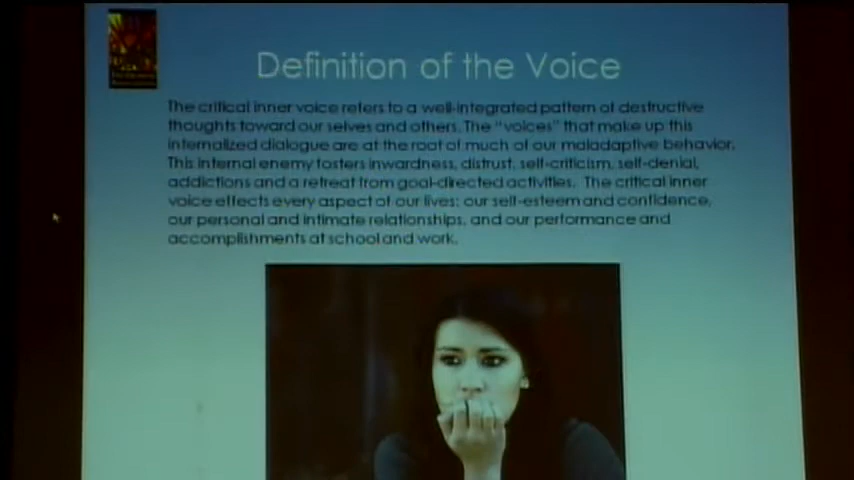 Definition of the Voice
The critical inner voice refers to a well-integrated pattern of destructive
thoughts toward our selves and others. The "voices" that make up this
internalized dialogue are at the root of much of our maladaptive behavior.
This internal enemy fosters inwardness, distrust, self-criticism, self-denial,
addictions and a retreat from goal-directed activities. The critical inner
voice effects every aspect of our lives: our self-esteem and confidence,
our personal and intimate relationships, and our performance and
accomplishments at school and work.